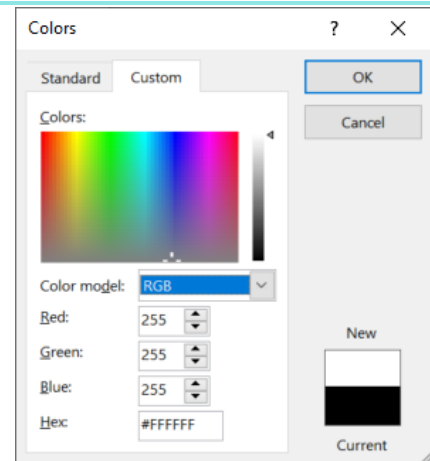 Colors ?
Standard Custom OK
Colors: Cancel
Color model: RGB
Red: 255
Green: 255
Blue: 255
Hex: #FFFFFF
New
Current